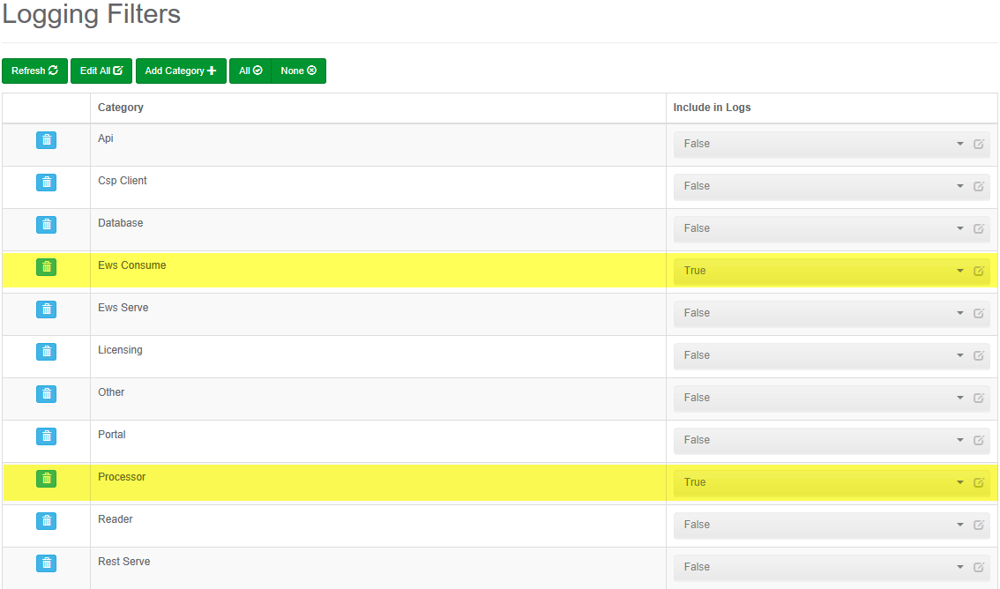 Logging Filters
Refresh Edit All Add Category All None
Category Include in Logs
Api False
Csp Client False
Database False
Ews Consume True
Ews Serve False
Licensing False
Other False
Portal False
Processor True
Reader False
Rest Serve False